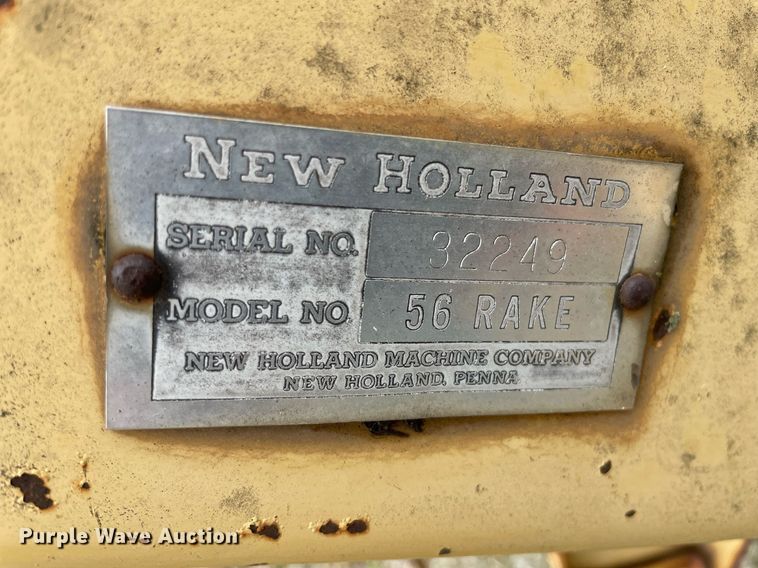 NEW HOLLAND
SERIAL NO. 32249
MODEL NO 56 RAKE
NEW HOLLAND MACHINE COMPANY
NEW HOLLAND, PENNA
Purple Wave Auction